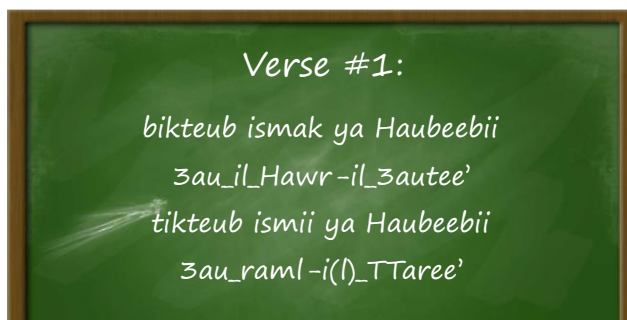 Verse #1:
bikteub ismak ya Haubeebii
3au_il_Hawr-il_3autee'
tikteub ismii ya Haubeebii
3au_raml-i(l)_TTaree'